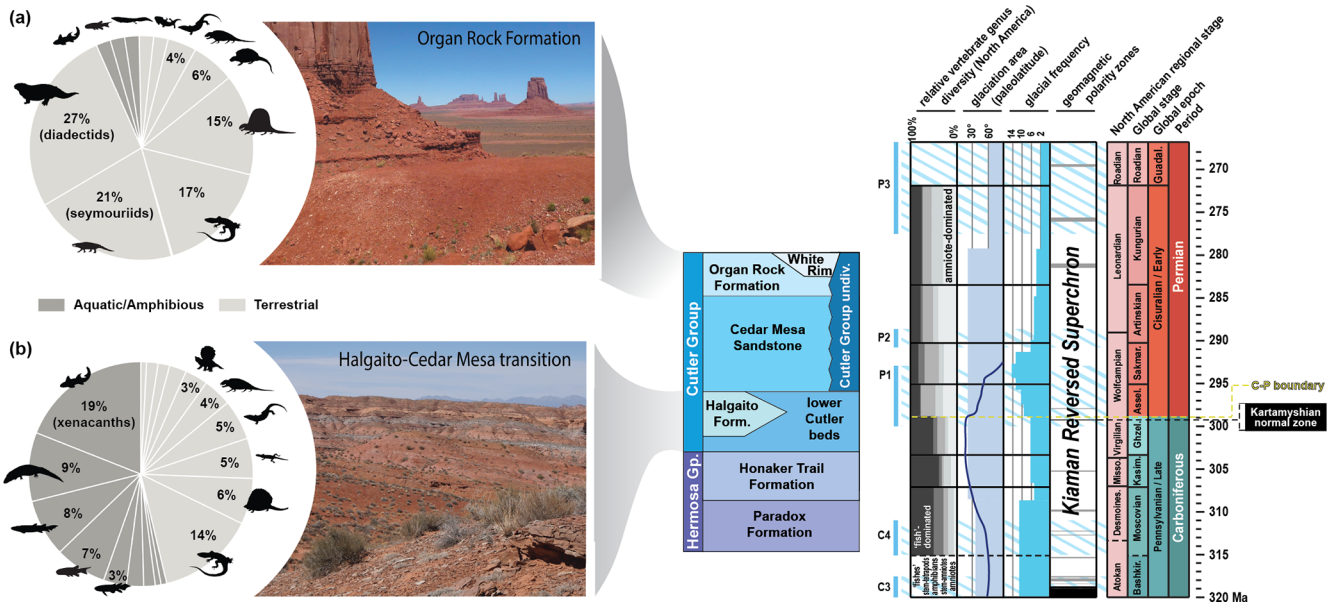 (a)
Organ Rock Formation
4%
6%
15%
17%
21%
(seymouriids)
27%
(diadectids)
Aquatic/Amphibious
Terrestrial
(b)
Halgaito-Cedar Mesa transition
19%
(xenacanths)
9%
8%
7%
3%
3%
4%
5%
5%
6%
14%
Cutler Group
Organ Rock
Formation
White
Rim
Cedar Mesa
Sandstone
Cutler Group undiv.
Halgaito
Form.
lower
Cutler
beds
Hermosa Gp.
Honaker Trail
Formation
Paradox
Formation
relative vertebrate genus
diversity (North America)
glaciation area
(paleolatitude)
glacial frequency
geomagnetic
polarity zones
North American regional stage
Global stage
Global epoch
Period
100%
0%
30°
60°
14
10
6
2
P3
P2
P1
C4
C3
amniote-dominated
'fish'-
dominated
'fishes'
stem-tetrapods
amphibians
stem-amniotes
amniotes
Kiaman Reversed Superchron
Roadian
Leonardian
Wolfcampian
Virgilian
Misso.
Desmoines.
Atokan
Roadian
Kungurian
Artinskian
Sakmar.
Assel.
Ghzel.
Kasim.
Moscovian
Bashkir.
Guadal.
Cisuralian / Early
Pennsylvanian / Late
Permian
Carboniferous
270
275
280
285
290
295
300
305
310
315
320 Ma
C-P boundary
Kartamyshian
normal zone